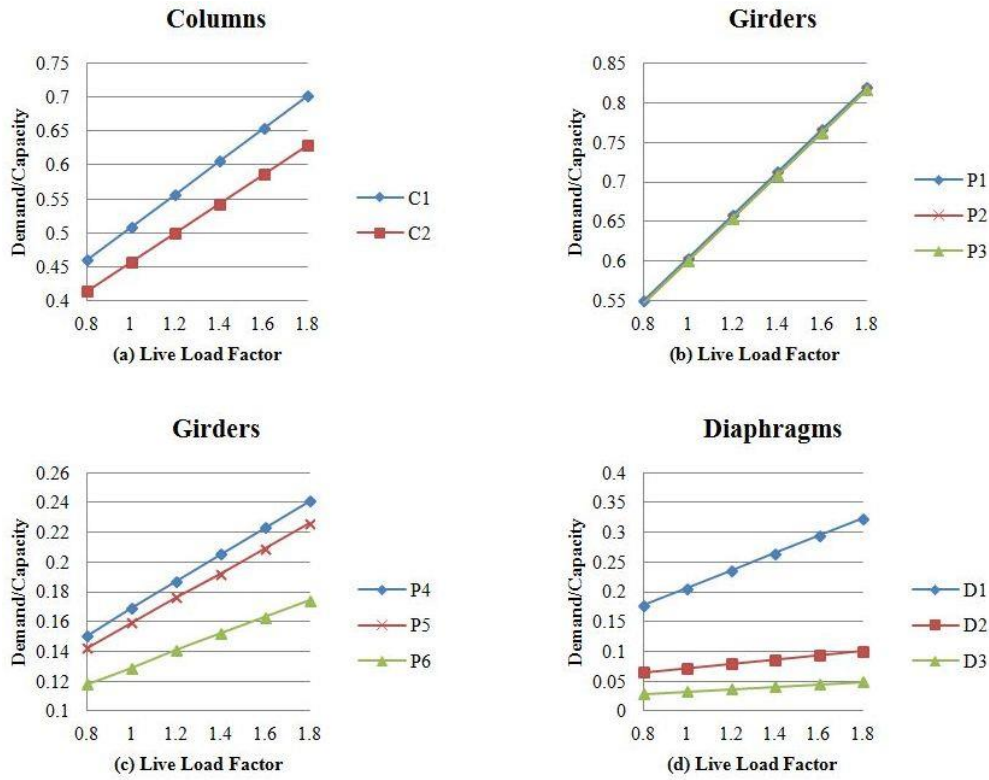 Columns
Demand/Capacity
0.75
0.7
0.65
0.6
0.55
0.5
0.45
0.4
0.8 1 1.2 1.4 1.6 1.8
(a) Live Load Factor
C1
C2
Girders
Demand/Capacity
0.85
0.8
0.75
0.7
0.65
0.6
0.55
0.8 1 1.2 1.4 1.6 1.8
(b) Live Load Factor
P1
P2
P3
Girders
Demand/Capacity
0.26
0.24
0.22
0.2
0.18
0.16
0.14
0.12
0.1
0.8 1 1.2 1.4 1.6 1.8
(c) Live Load Factor
P4
P5
P6
Diaphragms
Demand/Capacity
0.4
0.35
0.3
0.25
0.2
0.15
0.1
0.05
0
0.8 1 1.2 1.4 1.6 1.8
(d) Live Load Factor
D1
D2
D3